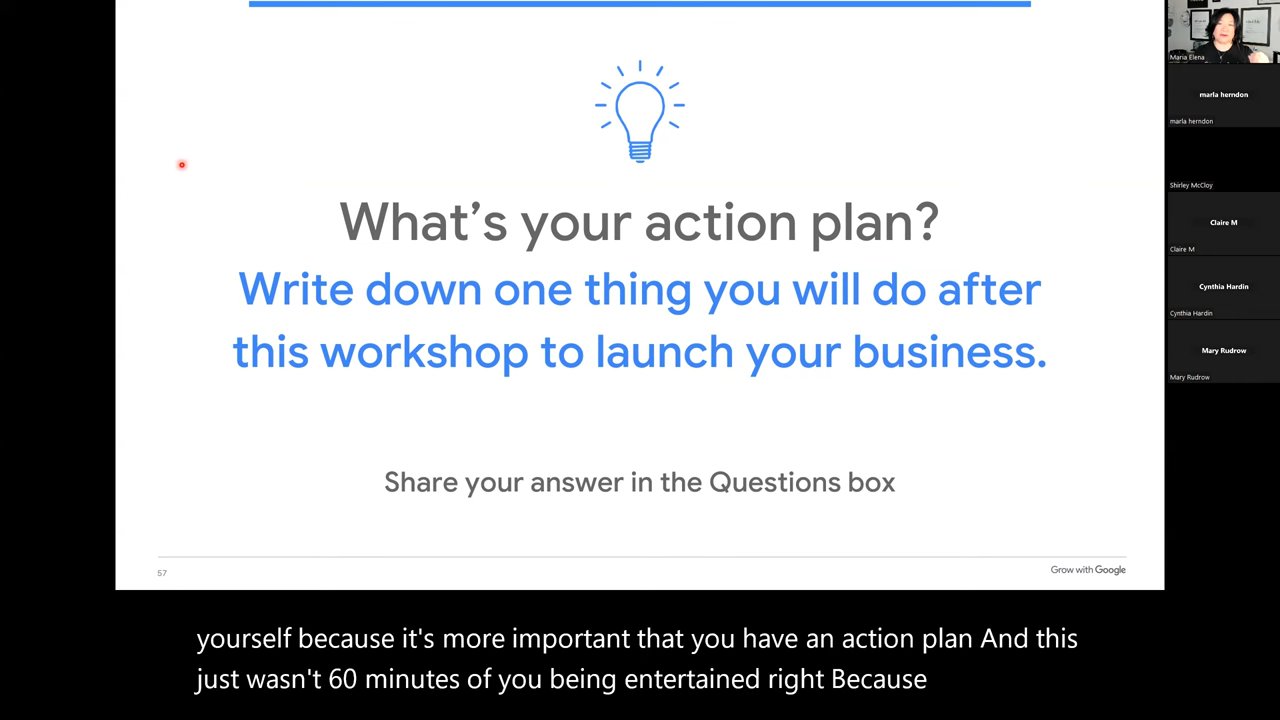 What's your action plan?
Write down one thing you will do after
this workshop to launch your business.
Share your answer in the Questions box
57
Grow with Google
Maria Elena
marla herndon
marla herndon
Shirley McCloy
Claire M
Claire M
Cynthia Hardin
Cynthia Hardin
Mary Rudrow
Mary Rudrow
yourself because it's more important that you have an action plan And this
just wasn't 60 minutes of you being entertained right Because